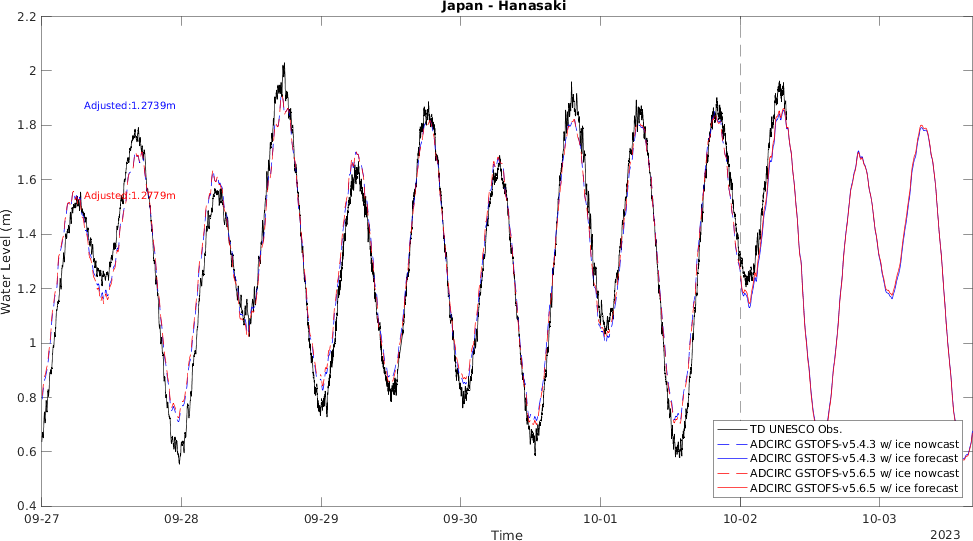 Japan - Hanasaki
2.2
2
1.8
1.6
1.4
1.2
1
0.8
0.6
0.4
Water Level (m)
Adjusted:1.2739m
Adjusted:1.2779m
TD UNESCO Obs.
ADCIRC GSTOFS-v5.4.3 w/ ice nowcast
ADCIRC GSTOFS-v5.4.3 w/ ice forecast
ADCIRC GSTOFS-v5.6.5 w/ ice nowcast
ADCIRC GSTOFS-v5.6.5 w/ ice forecast
09-27 09-28 09-29 09-30 10-01 10-02 10-03
Time
2023